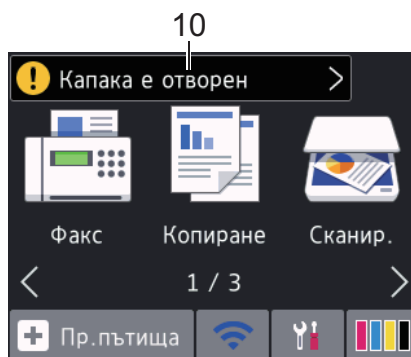 10
Капака е отворен
Факс Копиране Сканир.
1 / 3
Пр.пътища